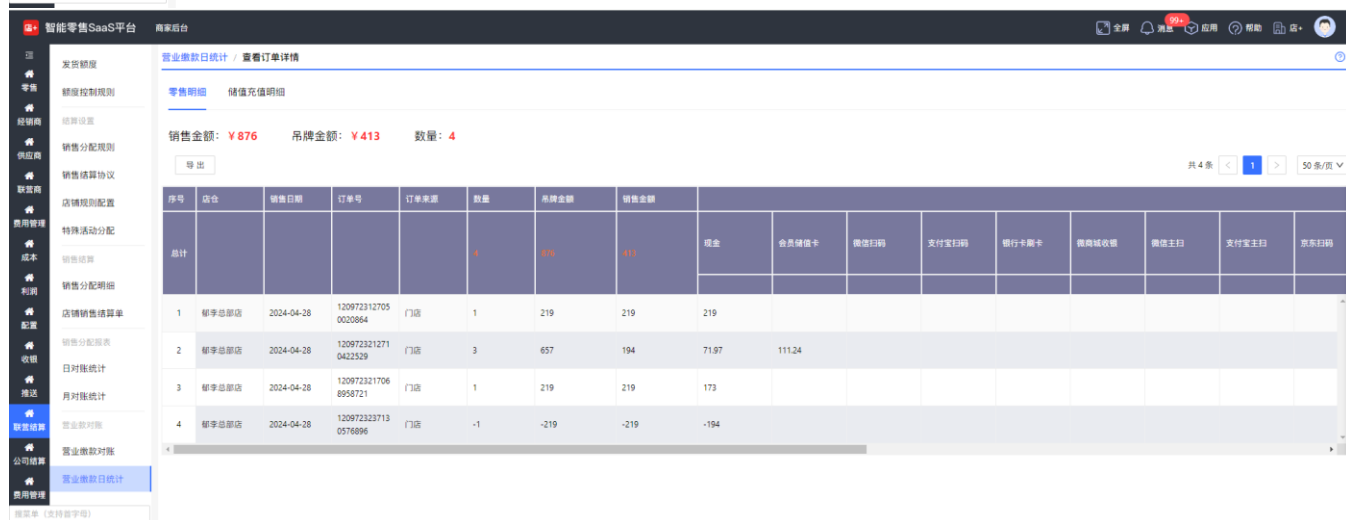 店+ 智能零售SaaS平台 商家后台 全屏 消息 99+ 应用 帮助 店+
零售
经销商
供应商
联营商
费用管理
成本
利润
配置
收银
推送
联营结算
公司结算
费用管理
发货额度
额度控制规则
结算设置
销售分配规则
销售结算协议
店铺规则配置
特殊活动分配
销售结算
销售分配明细
店铺销售结算单
销售分配报表
日对账统计
月对账统计
营业款对账
营业缴款对账
营业缴款日统计
搜菜单（支持首字母）
营业缴款日统计 / 查看订单详情
零售明细 储值充值明细
销售金额：￥876 吊牌金额：￥413 数量：4
导出 共4条 < 1 > 50条/页
序号 店仓 销售日期 订单号 订单来源 数量 吊牌金额 销售金额
总计 4 876 413 现金 会员储值卡 微信扫码 支付宝扫码 银行卡刷卡 微商城收银 微信主扫 支付宝主扫 京东扫码
1 郁李总部店 2024-04-28 120972312705 门店 1 219 219 219
0020864
2 郁李总部店 2024-04-28 120972321271 门店 3 657 194 71.97 111.24
0422529
3 郁李总部店 2024-04-28 120972321706 门店 1 219 219 173
8958721
4 郁李总部店 2024-04-28 120972323713 门店 -1 -219 -219 -194
0576896